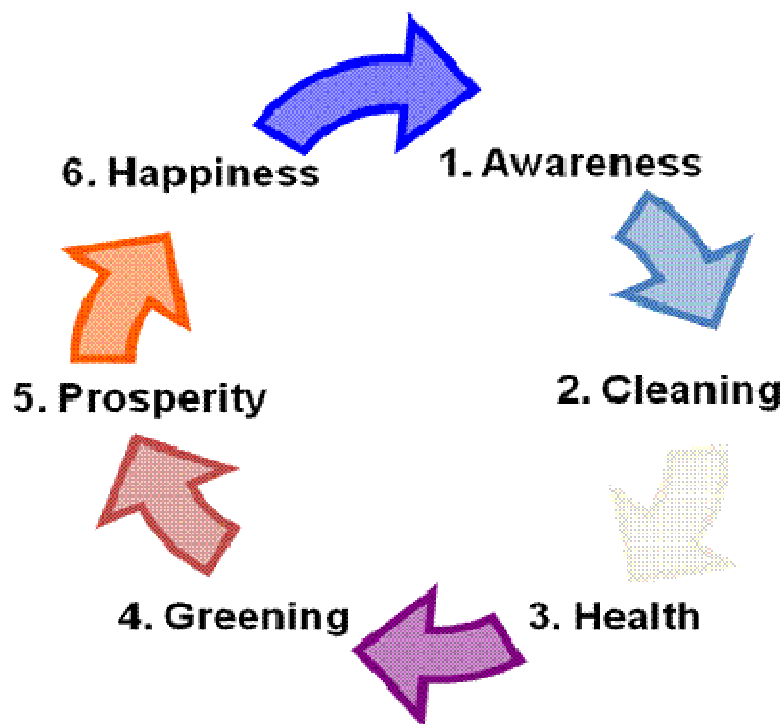 1. Awareness
2. Cleaning
3. Health
4. Greening
5. Prosperity
6. Happiness